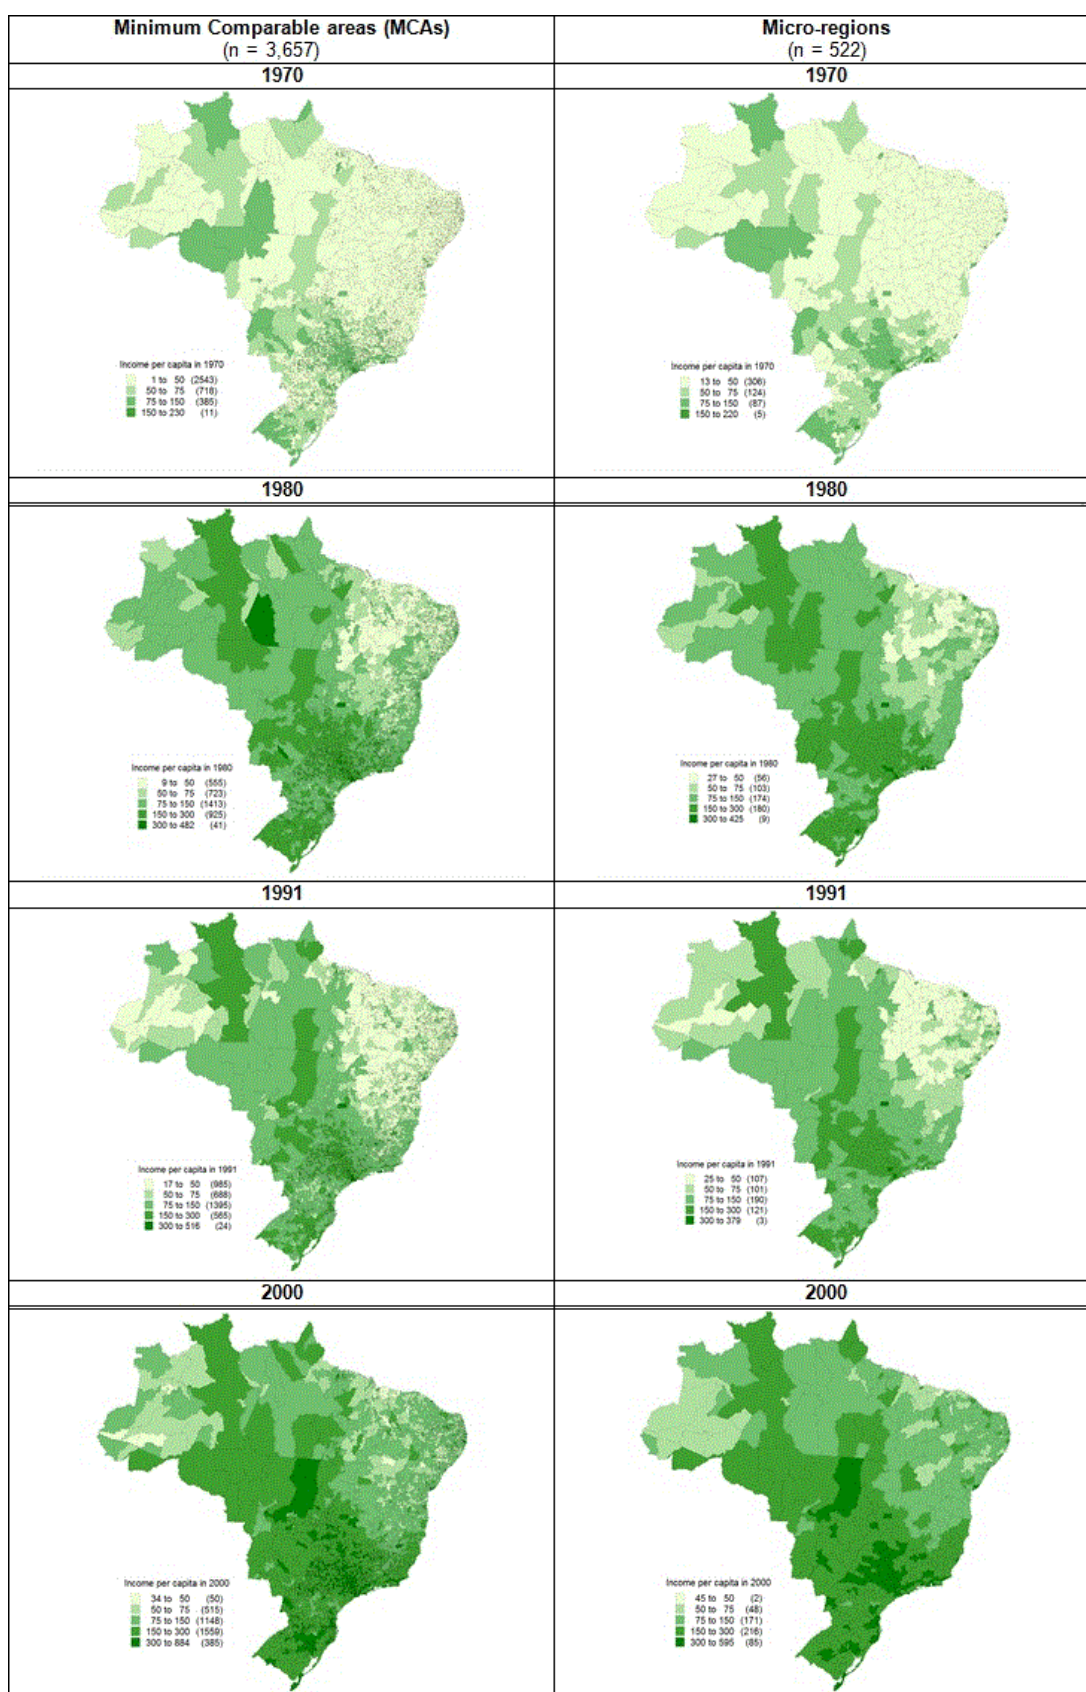 Minimum Comparable areas (MCAs)
(n = 3,657)
Micro-regions
(n = 522)
1970
1970
Income per capita in 1970
1 to 50 (2543)
50 to 75 (718)
75 to 150 (385)
150 to 230 (11)
Income per capita in 1970
13 to 50 (306)
50 to 75 (124)
75 to 150 (87)
150 to 220 (5)
1980
1980
Income per capita in 1980
9 to 50 (555)
50 to 75 (723)
75 to 150 (1413)
150 to 300 (925)
300 to 482 (41)
Income per capita in 1980
27 to 50 (56)
50 to 75 (103)
75 to 150 (174)
150 to 300 (180)
300 to 425 (9)
1991
1991
Income per capita in 1991
17 to 50 (985)
50 to 75 (688)
75 to 150 (1395)
150 to 300 (565)
300 to 516 (24)
Income per capita in 1991
25 to 50 (107)
50 to 75 (101)
75 to 150 (190)
150 to 300 (121)
300 to 379 (3)
2000
2000
Income per capita in 2000
34 to 50 (50)
50 to 75 (515)
75 to 150 (1148)
150 to 300 (1559)
300 to 884 (385)
Income per capita in 2000
45 to 50 (2)
50 to 75 (48)
75 to 150 (171)
150 to 300 (216)
300 to 595 (85)